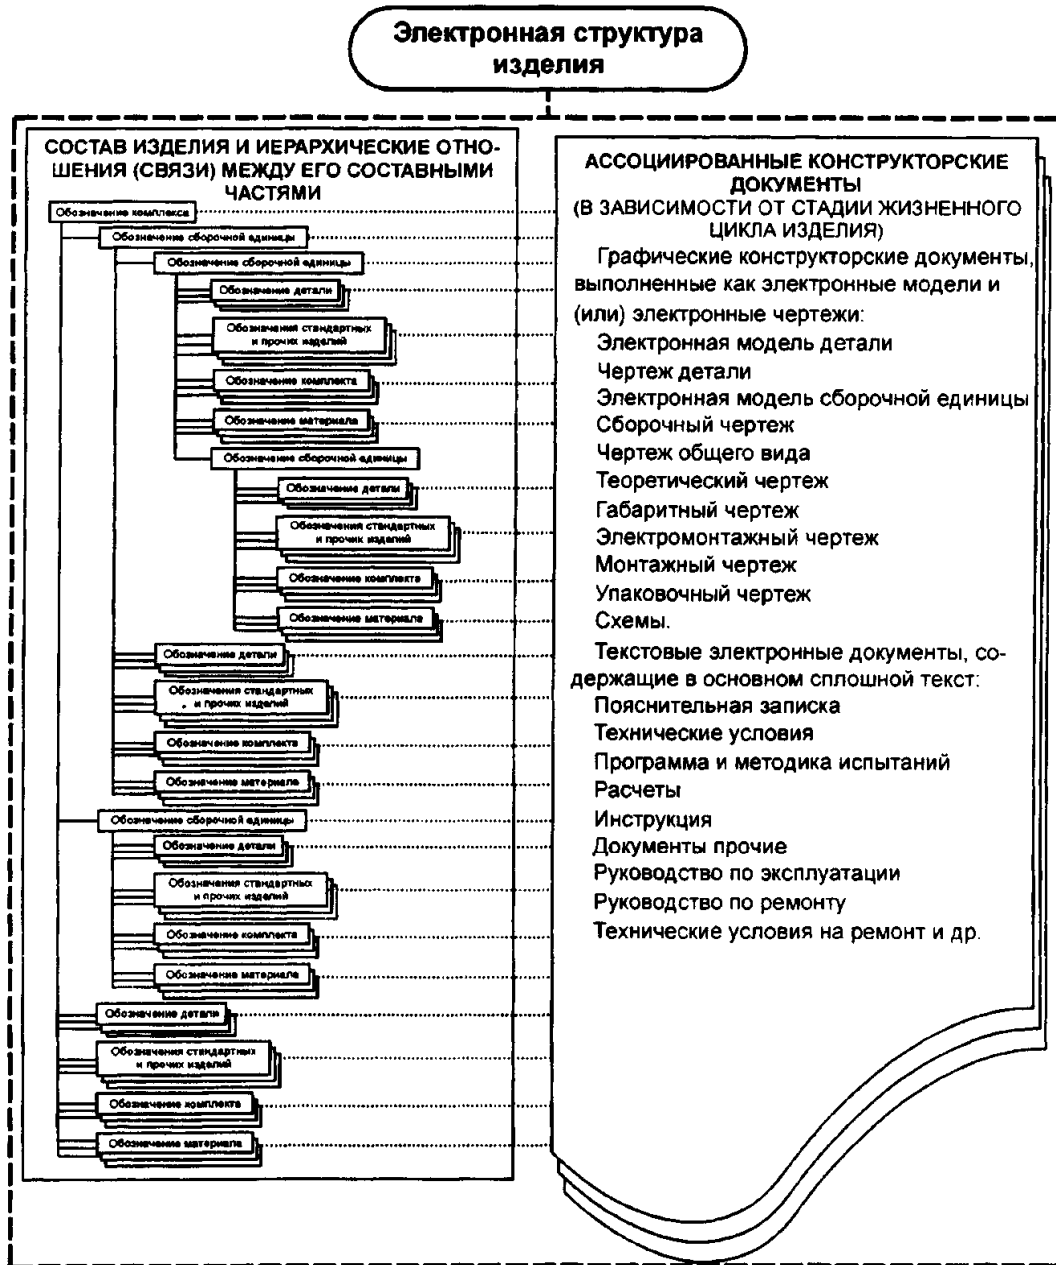 Электронная структура
изделия
СОСТАВ ИЗДЕЛИЯ И ИЕРАРХИЧЕСКИЕ ОТНО-
ШЕНИЯ (СВЯЗИ) МЕЖДУ ЕГО СОСТАВНЫМИ
ЧАСТЯМИ
Обозначение комплекса
Обозначение сборочной единицы
Обозначение сборочной единицы
Обозначение детали
Обозначения стандартных
и прочих изделий
Обозначение комплекта
Обозначение материала
Обозначение сборочной единицы
Обозначение детали
Обозначения стандартных
и прочих изделий
Обозначение комплекта
Обозначение материала
Обозначение детали
Обозначения стандартных
и прочих изделий
Обозначение комплекта
Обозначение материала
Обозначение сборочной единицы
Обозначение детали
Обозначения стандартных
и прочих изделий
Обозначение комплекта
Обозначение материала
Обозначение детали
Обозначения стандартных
и прочих изделий
Обозначение комплекта
Обозначение материала
АССОЦИИРОВАННЫЕ КОНСТРУКТОРСКИЕ
ДОКУМЕНТЫ
(В ЗАВИСИМОСТИ ОТ СТАДИИ ЖИЗНЕННОГО
ЦИКЛА ИЗДЕЛИЯ)
Графические конструкторские документы,
выполненные как электронные модели и
(или) электронные чертежи:
Электронная модель детали
Чертеж детали
Электронная модель сборочной единицы
Сборочный чертеж
Чертеж общего вида
Теоретический чертеж
Габаритный чертеж
Электромонтажный чертеж
Монтажный чертеж
Упаковочный чертеж
Схемы.
Текстовые электронные документы, со-
держащие в основном сплошной текст:
Пояснительная записка
Технические условия
Программа и методика испытаний
Расчеты
Инструкция
Документы прочие
Руководство по эксплуатации
Руководство по ремонту
Технические условия на ремонт и др.